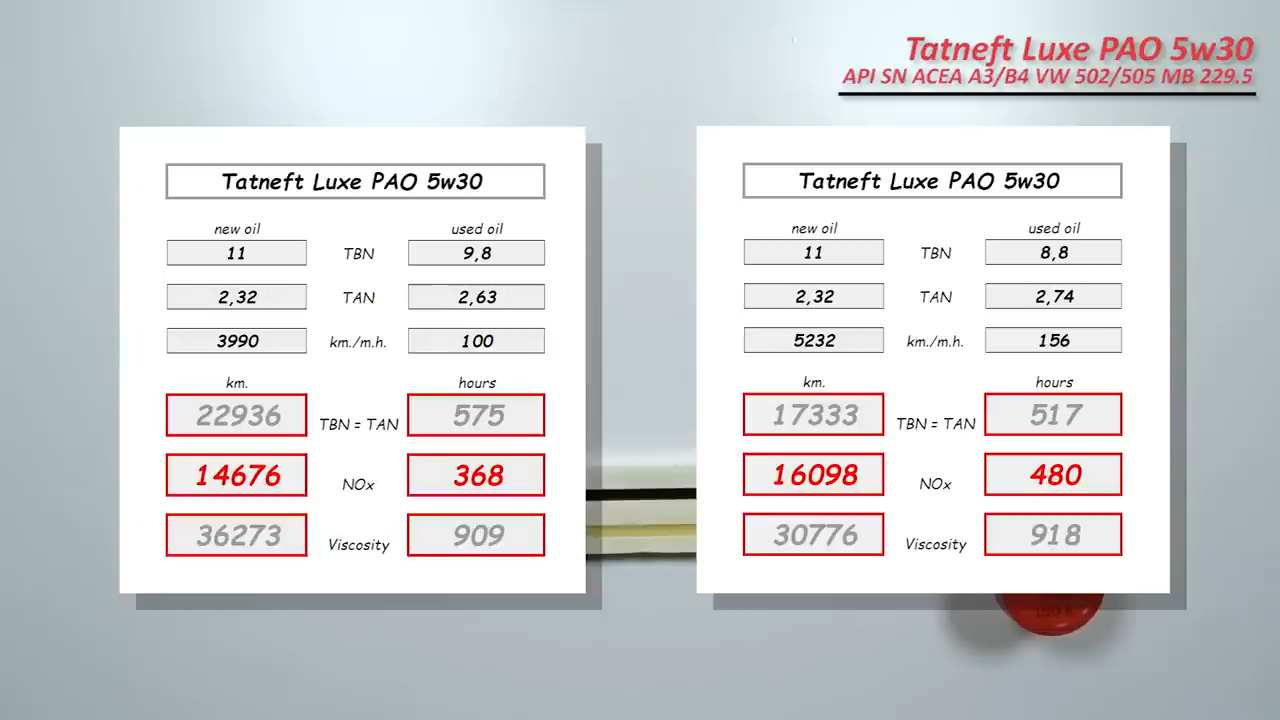 Tatneft Luxe PAO 5w30
API SN ACEA A3/B4 VW 502/505 MB 229.5
Tatneft Luxe PAO 5w30
new oil used oil
11 TBN 9,8
2,32 TAN 2,63
3990 km./m.h. 100
km. hours
22936 TBN = TAN 575
14676 NOx 368
36273 Viscosity 909
Tatneft Luxe PAO 5w30
new oil used oil
11 TBN 8,8
2,32 TAN 2,74
5232 km./m.h. 156
km. hours
17333 TBN = TAN 517
16098 NOx 480
30776 Viscosity 918